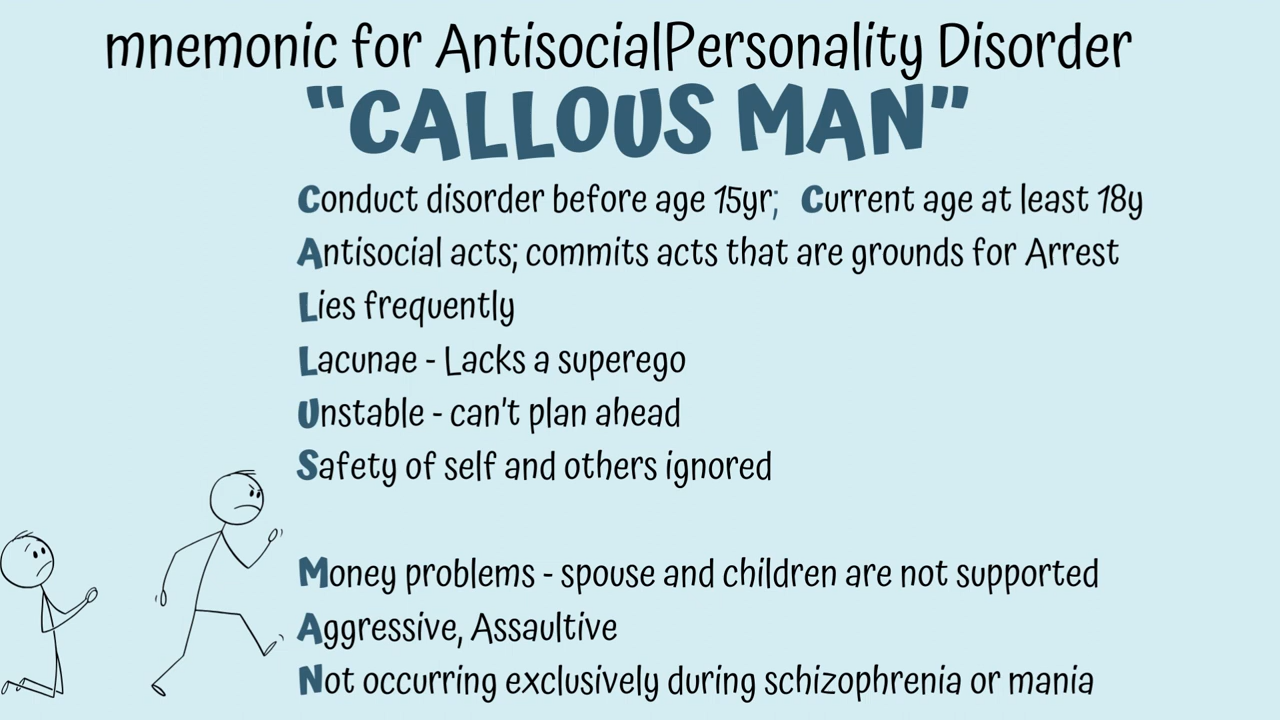 mnemonic for AntisocialPersonality Disorder
"CALLOUS MAN"
Conduct disorder before age 15yr; Current age at least 18y
Antisocial acts; commits acts that are grounds for Arrest
Lies frequently
Lacunae - Lacks a superego
Unstable - can't plan ahead
Safety of self and others ignored
Money problems - spouse and children are not supported
Aggressive, Assaultive
Not occurring exclusively during schizophrenia or mania